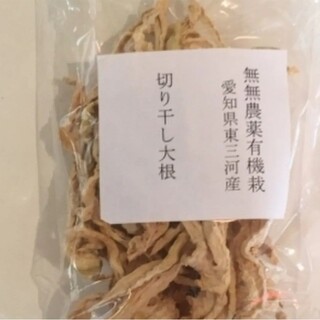 無無農薬有機栽
愛知県東三河産
切り干し大根